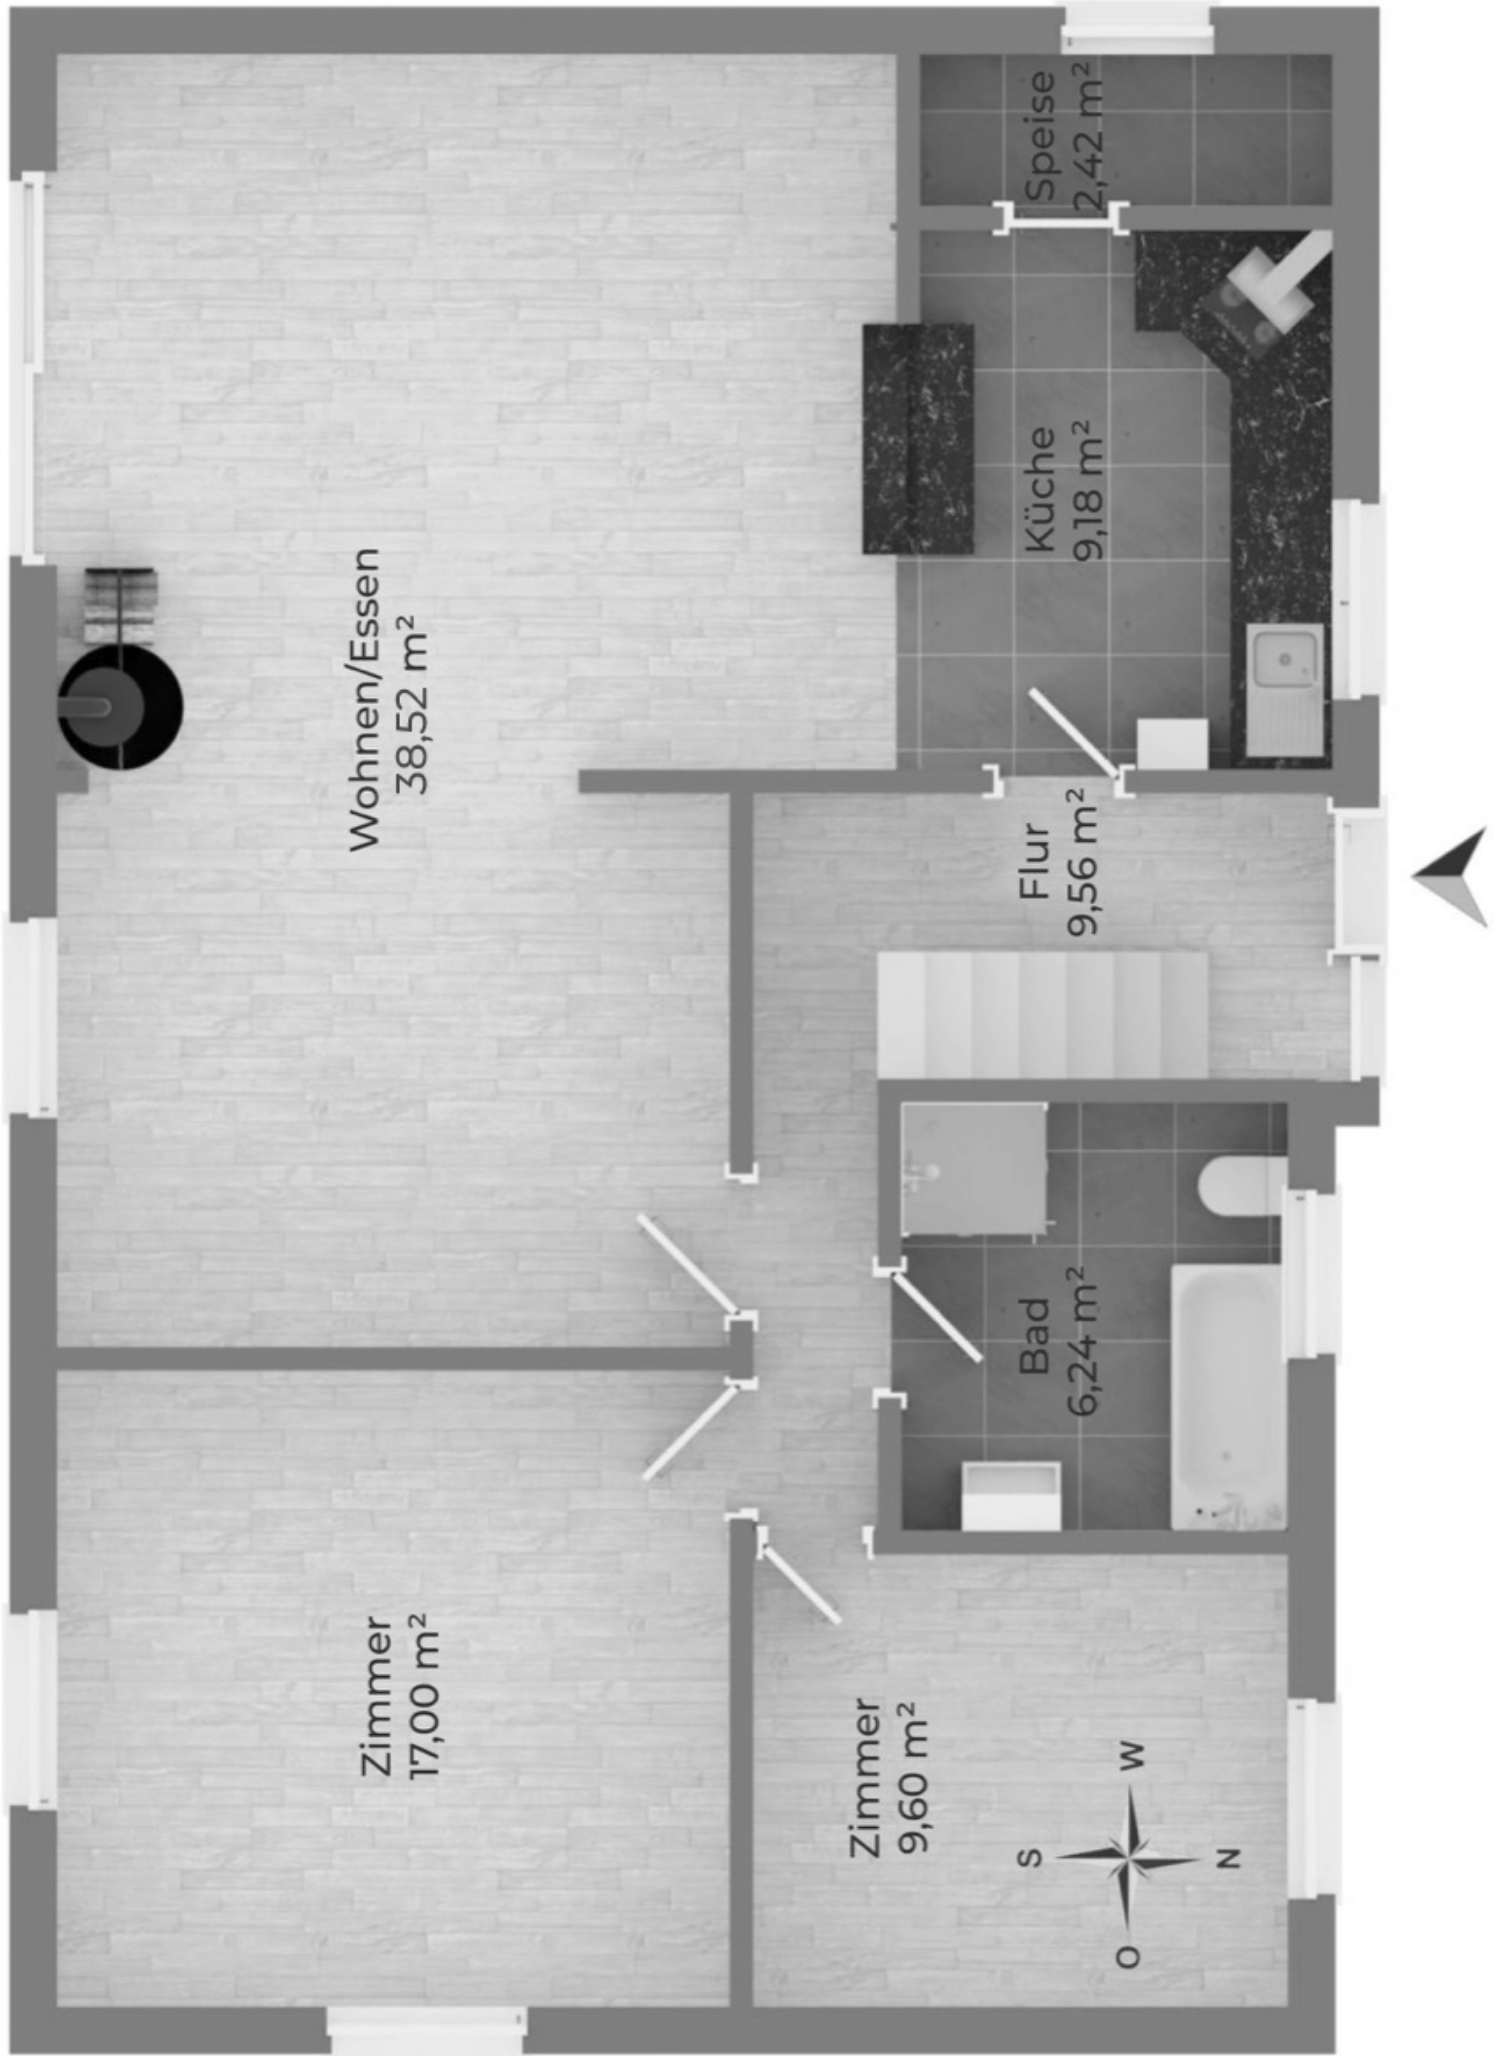 Wohnen/Essen
38,52 m²
Speise
2,42 m²
Küche
9,18 m²
Flur
9,56 m²
Bad
6,24 m²
Zimmer
17,00 m²
Zimmer
9,60 m²
S
W
N
O